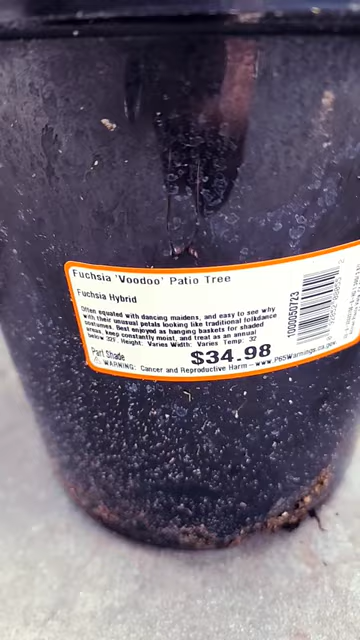 Fuchsia 'Voodoo' Patio Tree
Fuchsia Hybrid
Often equated with dancing maidens, and easy to see why
with their unusual petals looking like traditional folkdance
costumes. Best enjoyed as hanging baskets for shaded
areas, keep constantly moist, and treat as an annual
below 32F. Height: Varies Width: Varies Temp: 32
Part Shade
$34.98
WARNING: Cancer and Reproductive Harm - www.P65Warnings.ca.gov
1000050723